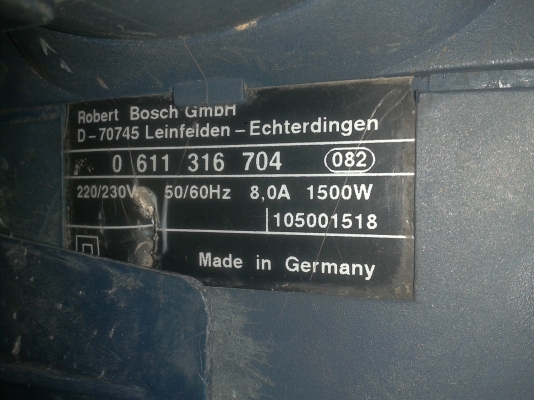 Robert Bosch GmbH
D-70745 Leinfelden-Echterdingen
0 611 316 704 082
220/230V 50/60Hz 8,0A 1500W
105001518
Made in Germany